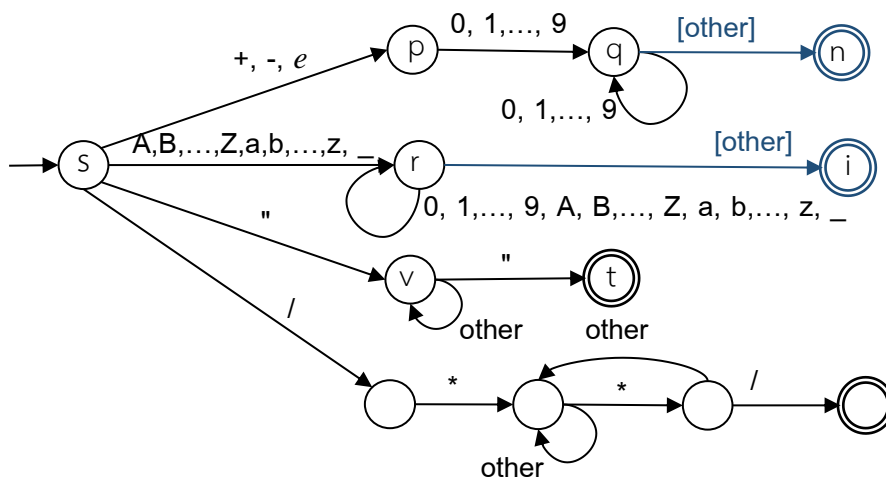 0, 1,…, 9
[other]
p
q
n
+, -, e
0, 1,…, 9
A,B,…,Z,a,b,…,z, _
[other]
s
r
i
0, 1,…, 9, A, B,…, Z, a, b,…, z, _
"
"
v
t
/
other
other
*
*
/
other